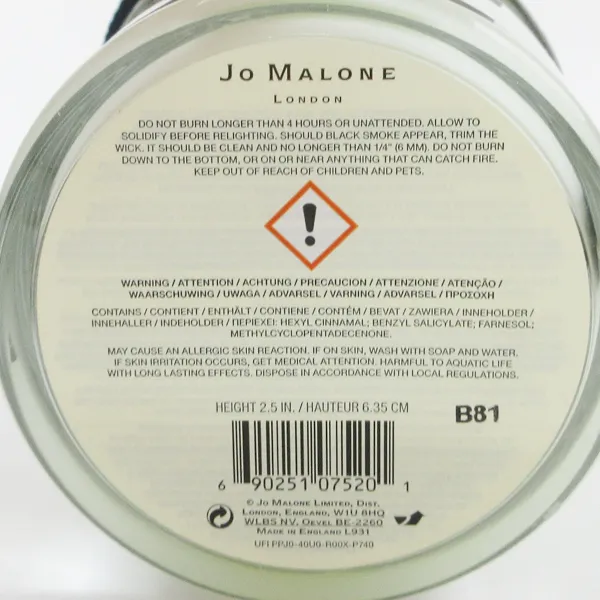 JO MALONE
LONDON
DO NOT BURN LONGER THAN 4 HOURS OR UNATTENDED. ALLOW TO
SOLIDIFY BEFORE RELIGHTING. SHOULD BLACK SMOKE APPEAR, TRIM THE
WICK. IT SHOULD BE CLEAN AND NO LONGER THAN 1/4" (6 MM). DO NOT BURN
DOWN TO THE BOTTOM, OR ON OR NEAR ANYTHING THAT CAN CATCH FIRE.
KEEP OUT OF REACH OF CHILDREN AND PETS.
!
WARNING / ATTENTION / ACHTUNG / PRECAUCION / ATTENZIONE / ATENÇÃO /
WAARSCHUWING / UWAGA / ADVARSEL / VARNING / ADVARSEL / ΠΡΟΣΟΧΗ
CONTAINS / CONTIENT / ENTHÄLT / CONTIENE / CONTÉM / BEVAT / ZAWIERA / INNEHOLDER /
INNEHALLER / INDEHOLDER / ΠΕΡΙΕΧΕΙ: HEXYL CINNAMAL; BENZYL SALICYLATE; FARNESOL;
METHYLCYCLOPENTADECENONE.
MAY CAUSE AN ALLERGIC SKIN REACTION. IF ON SKIN, WASH WITH SOAP AND WATER.
IF SKIN IRRITATION OCCURS, GET MEDICAL ATTENTION. HARMFUL TO AQUATIC LIFE
WITH LONG LASTING EFFECTS. DISPOSE IN ACCORDANCE WITH LOCAL REGULATIONS.
HEIGHT 2.5 IN. / HAUTEUR 6.35 CM
B81
6 90251 07520 1
© JO MALONE LIMITED, DIST.
LONDON, ENGLAND, W1U 8HQ
WLBS NV. OEVEL BE-2260
MADE IN ENGLAND L931
UFI PPJ0-40U0-R00X-P740